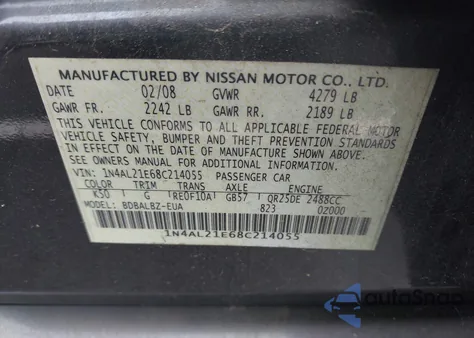 MANUFACTURED BY NISSAN MOTOR CO., LTD.
DATE 02/08 GVWR 4279 LB
GAWR FR. 2242 LB GAWR RR. 2189 LB
THIS VEHICLE CONFORMS TO ALL APPLICABLE FEDERAL MOTOR
VEHICLE SAFETY, BUMPER, AND THEFT PREVENTION STANDARDS
IN EFFECT ON THE DATE OF MANUFACTURE SHOWN ABOVE.
SEE OWNERS MANUAL FOR ADDITIONAL INFORMATION.
VIN: 1N4AL21E68C214055 PASSENGER CAR
COLOR TRIM TRANS AXLE ENGINE
K50 G RE0F10A GB57 QR25DE 2488CC
MODEL: BDBALBZ-EUA 823 0Z000
1N4AL21E68C214055
autoSnap